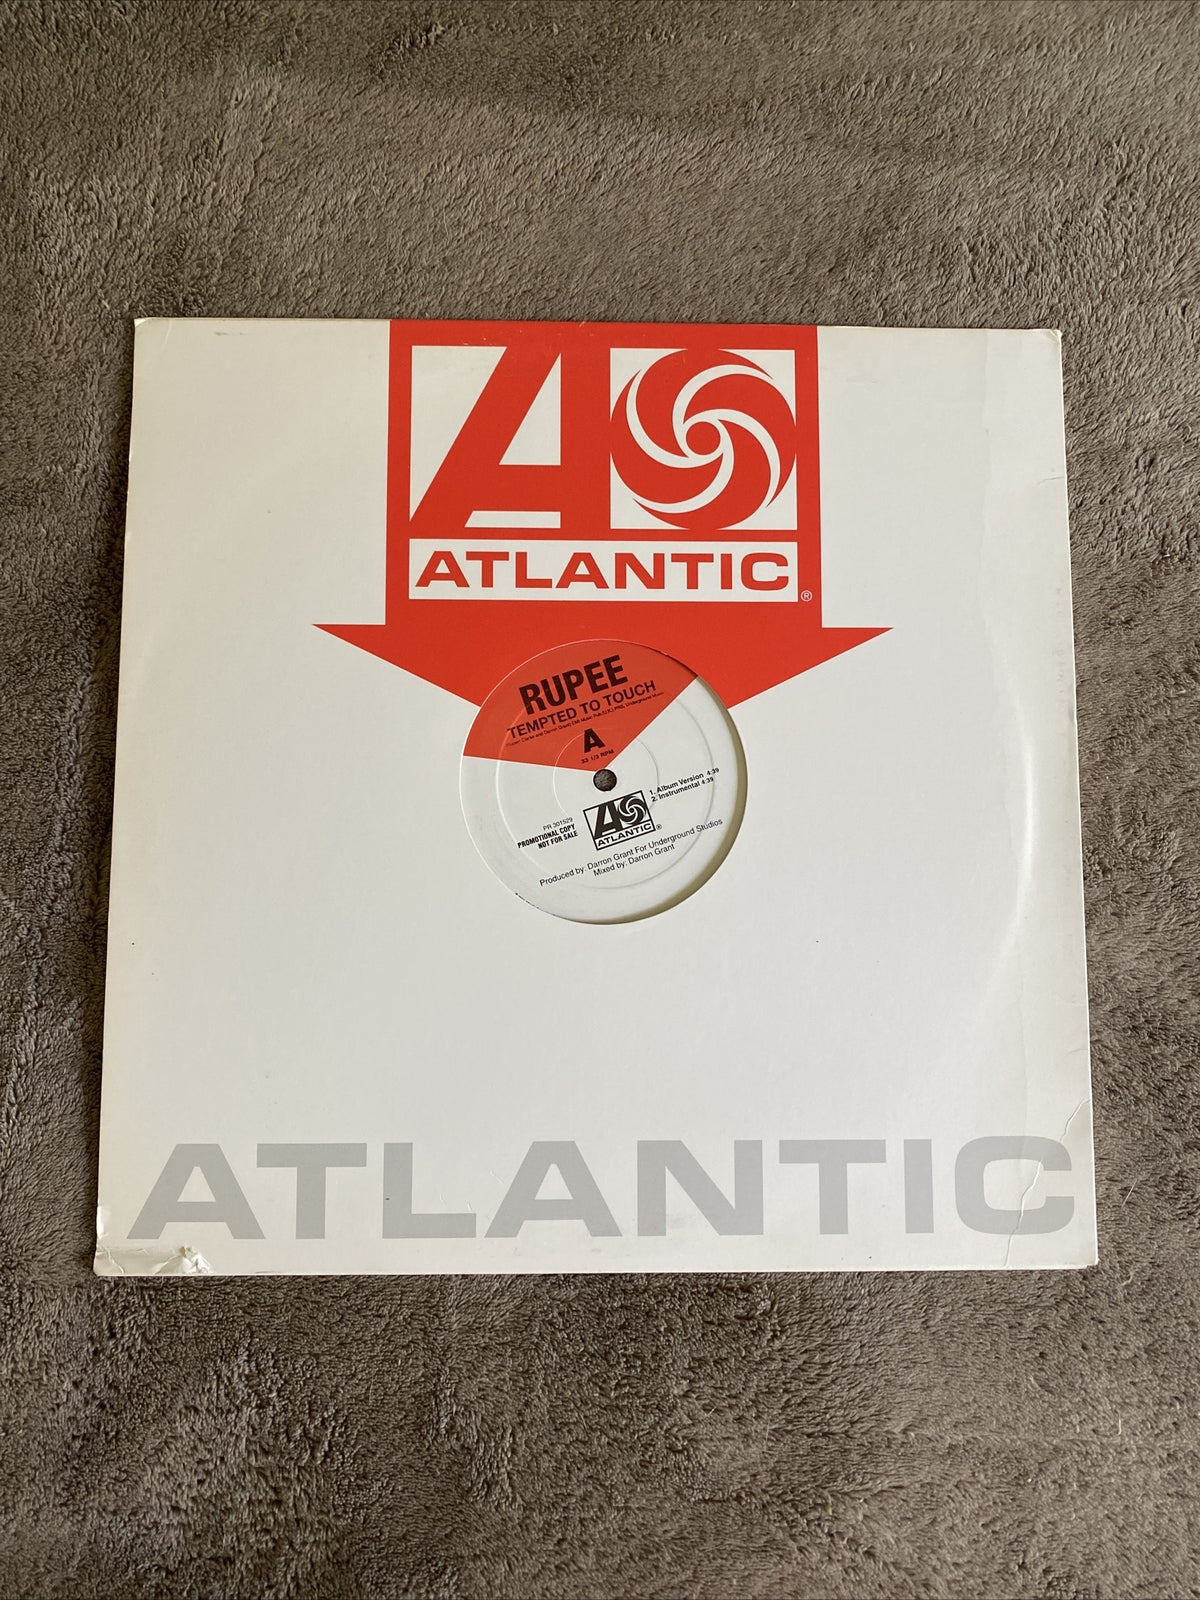 A
ATLANTIC
®
RUPEE
TEMPTED TO TOUCH
A
33 1/3 RPM
1. Album Version 4:39
2. Instrumental 4:39
PR 301529
PROMOTIONAL COPY
NOT FOR SALE
A
ATLANTIC
®
Produced by: Darron Grant For Underground Studios
Mixed by: Darron Grant
ATLANTIC